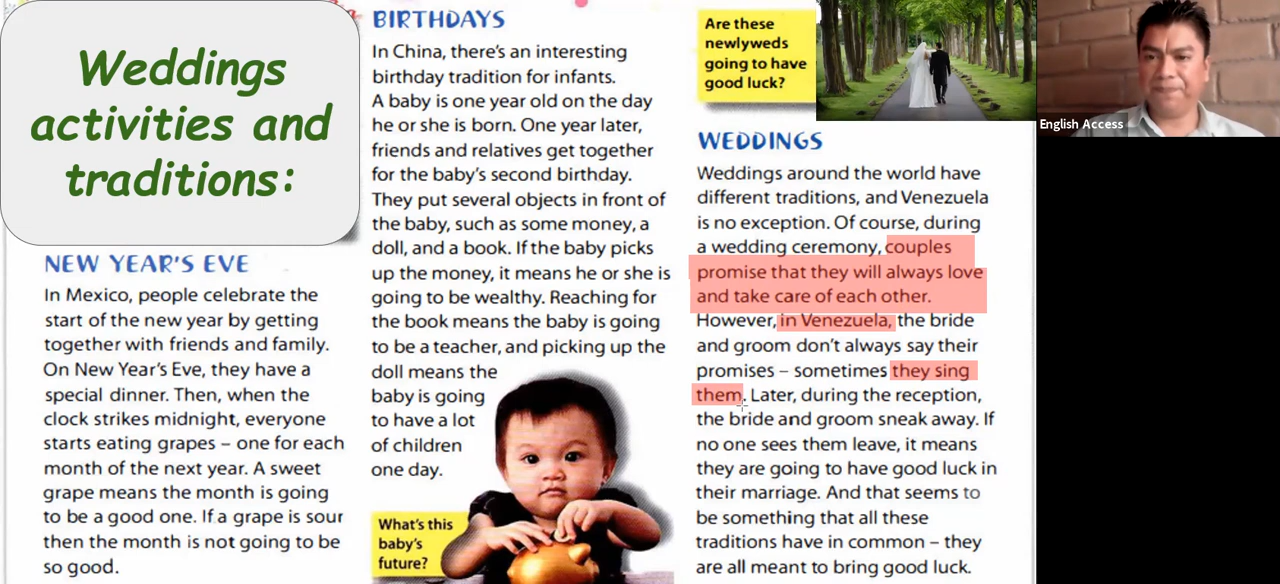 Weddings
activities and
traditions:
NEW YEAR'S EVE
In Mexico, people celebrate the
start of the new year by getting
together with friends and family.
On New Year's Eve, they have a
special dinner. Then, when the
clock strikes midnight, everyone
starts eating grapes – one for each
month of the next year. A sweet
grape means the month is going
to be a good one. If a grape is sour
then the month is not going to be
so good.
BIRTHDAYS
In China, there's an interesting
birthday tradition for infants.
A baby is one year old on the day
he or she is born. One year later,
friends and relatives get together
for the baby's second birthday.
They put several objects in front of
the baby, such as some money, a
doll, and a book. If the baby picks
up the money, it means he or she is
going to be wealthy. Reaching for
the book means the baby is going
to be a teacher, and picking up the
doll means the
baby is going
to have a lot
of children
one day.
What's this
baby's
future?
Are these
newlyweds
going to have
good luck?
WEDDINGS
Weddings around the world have
different traditions, and Venezuela
is no exception. Of course, during
a wedding ceremony, couples
promise that they will always love
and take care of each other.
However, in Venezuela, the bride
and groom don't always say their
promises – sometimes they sing
them. Later, during the reception,
the bride and groom sneak away. If
no one sees them leave, it means
they are going to have good luck in
their marriage. And that seems to
be something that all these
traditions have in common – they
are all meant to bring good luck.
English Access